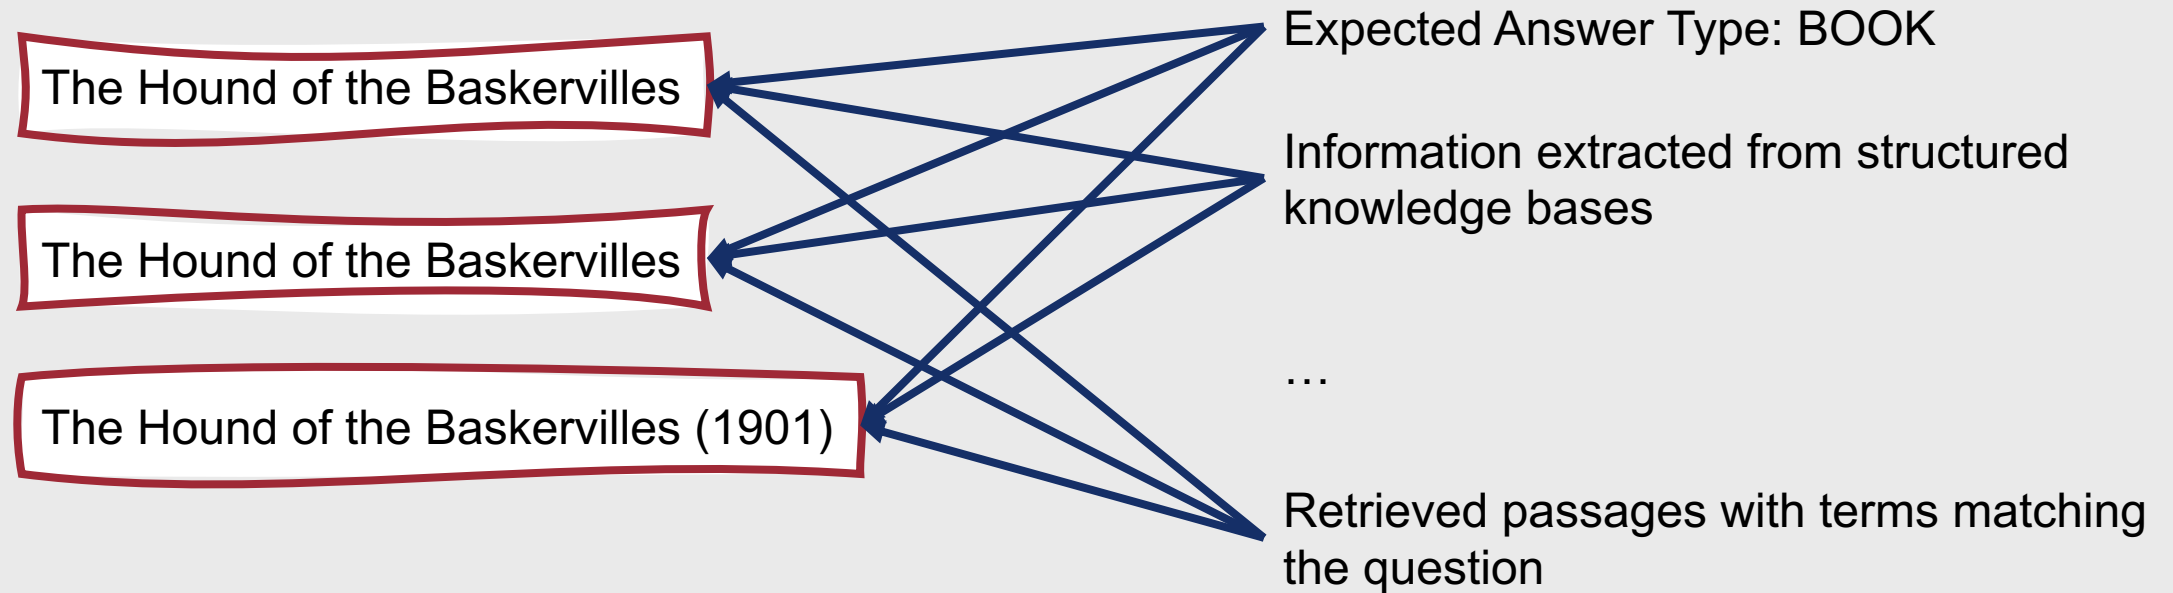 The Hound of the Baskervilles
The Hound of the Baskervilles
The Hound of the Baskervilles (1901)
Expected Answer Type: BOOK
Information extracted from structured
knowledge bases
…
Retrieved passages with terms matching
the question